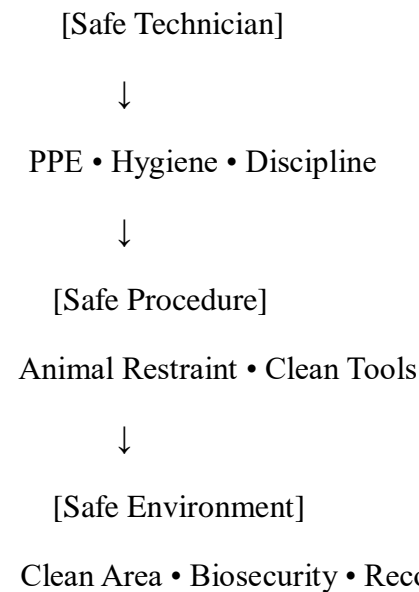 [Safe Technician]
↓
PPE • Hygiene • Discipline
↓
[Safe Procedure]
Animal Restraint • Clean Tools
↓
[Safe Environment]
Clean Area • Biosecurity •